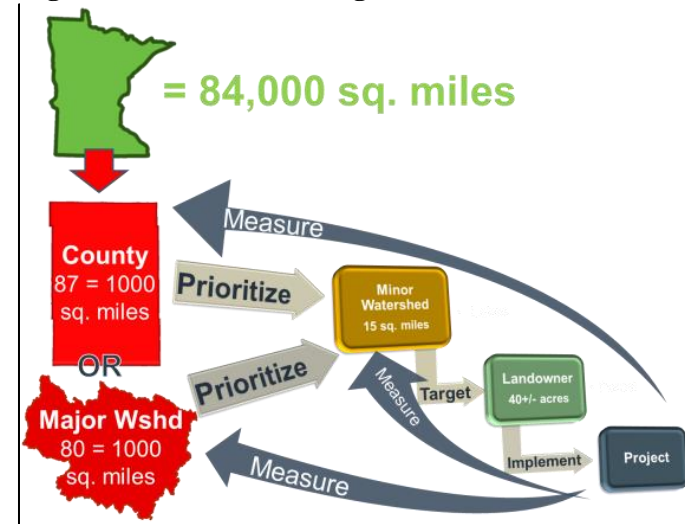 = 84,000 sq. miles
Measure
County
87 = 1000
sq. miles
Prioritize
Minor
Watershed
15 sq. miles
OR
Prioritize
Measure
Target
Landowner
40+/- acres
Major Wshd
80 = 1000
sq. miles
Measure
Implement
Project